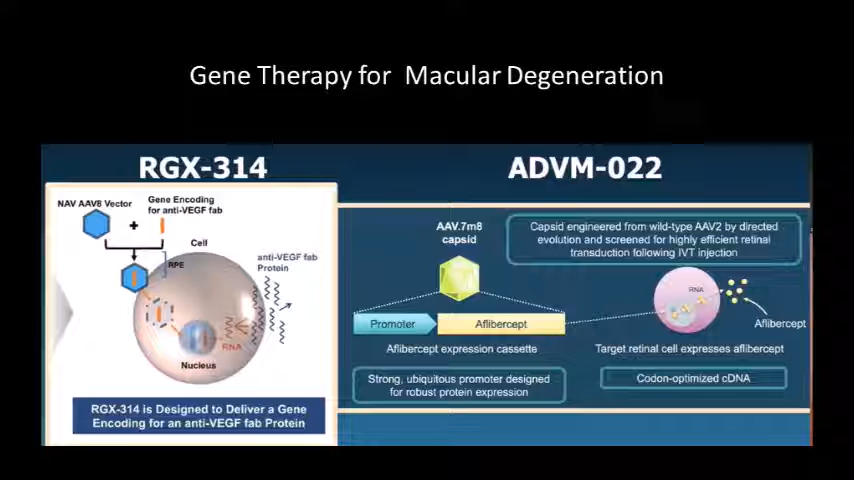 Gene Therapy for Macular Degeneration
RGX-314
NAV AAV8 Vector
+
Gene Encoding
for anti-VEGF fab
Cell
RPE
anti-VEGF fab
Protein
RNA
Nucleus
RGX-314 is Designed to Deliver a Gene
Encoding for an anti-VEGF fab Protein
ADVM-022
AAV.7m8
capsid
Capsid engineered from wild-type AAV2 by directed
evolution and screened for highly efficient retinal
transduction following IVT injection
Promoter
Aflibercept
RNA
Aflibercept
Aflibercept expression cassette
Target retinal cell expresses aflibercept
Strong, ubiquitous promoter designed
for robust protein expression
Codon-optimized cDNA